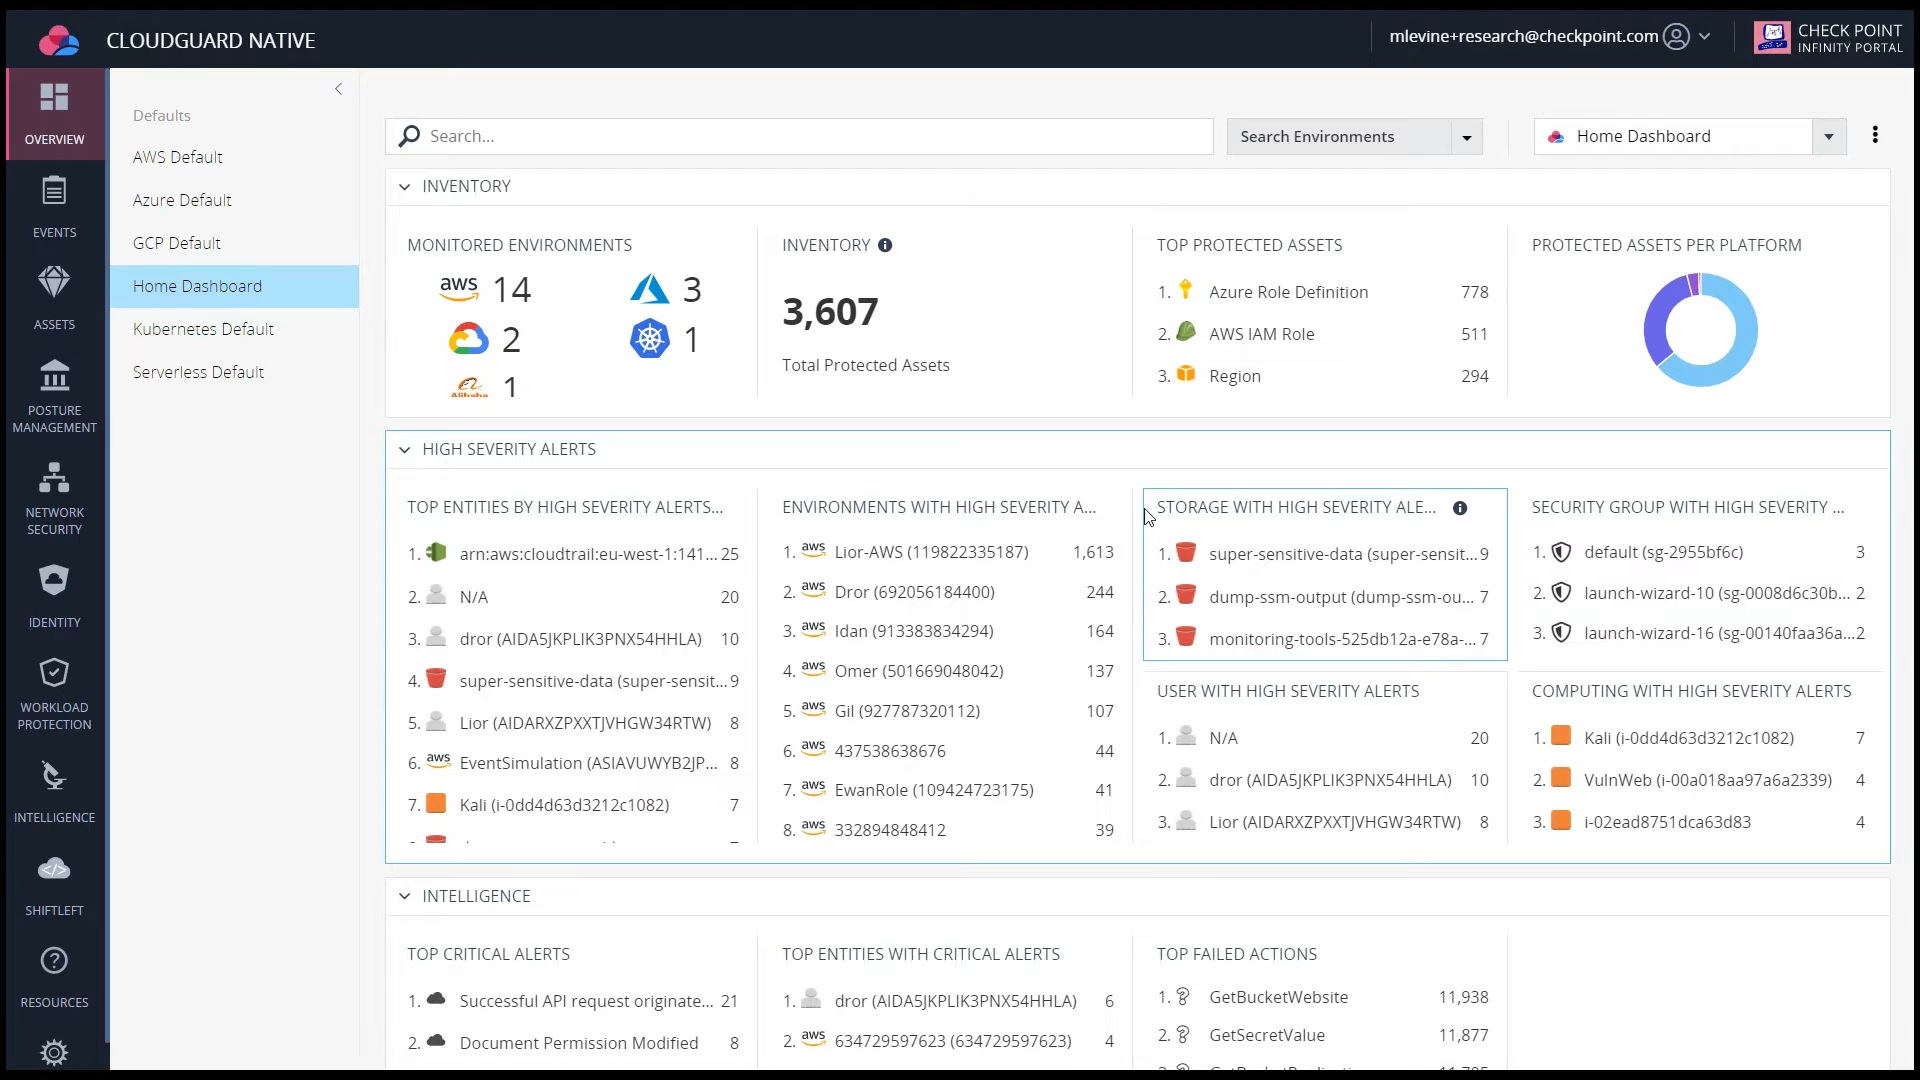 CLOUDGUARD NATIVE
mlevine+research@checkpoint.com
CHECK POINT
INFINITY PORTAL
OVERVIEW
EVENTS
ASSETS
POSTURE
MANAGEMENT
NETWORK
SECURITY
IDENTITY
WORKLOAD
PROTECTION
INTELLIGENCE
SHIFTLEFT
RESOURCES
Defaults
AWS Default
Azure Default
GCP Default
Home Dashboard
Kubernetes Default
Serverless Default
Search...
Search Environments
Home Dashboard
INVENTORY
MONITORED ENVIRONMENTS
aws 14
3
2
1
Alibaba 1
INVENTORY
3,607
Total Protected Assets
TOP PROTECTED ASSETS
1. Azure Role Definition 778
2. AWS IAM Role 511
3. Region 294
PROTECTED ASSETS PER PLATFORM
HIGH SEVERITY ALERTS
TOP ENTITIES BY HIGH SEVERITY ALERTS...
1. arn:aws:cloudtrail:eu-west-1:141... 25
2. N/A 20
3. dror (AIDA5JKPLIK3PNX54HHLA) 10
4. super-sensitive-data (super-sensit... 9
5. Lior (AIDARXZPXXTJVHGW34RTW) 8
6. aws EventSimulation (ASIAVUWYB2JP... 8
7. Kali (i-0dd4d63d3212c1082) 7
ENVIRONMENTS WITH HIGH SEVERITY A...
1. aws Lior-AWS (119822335187) 1,613
2. aws Dror (692056184400) 244
3. aws Idan (913383834294) 164
4. aws Omer (501669048042) 137
5. aws Gil (927787320112) 107
6. aws 437538638676 44
7. aws EwanRole (109424723175) 41
8. aws 332894848412 39
STORAGE WITH HIGH SEVERITY ALE...
1. super-sensitive-data (super-sensit... 9
2. dump-ssm-output (dump-ssm-ou... 7
3. monitoring-tools-525db12a-e78a-... 7
SECURITY GROUP WITH HIGH SEVERITY ...
1. default (sg-2955bf6c) 3
2. launch-wizard-10 (sg-0008d6c30b... 2
3. launch-wizard-16 (sg-00140faa36a... 2
USER WITH HIGH SEVERITY ALERTS
1. N/A 20
2. dror (AIDA5JKPLIK3PNX54HHLA) 10
3. Lior (AIDARXZPXXTJVHGW34RTW) 8
COMPUTING WITH HIGH SEVERITY ALERTS
1. Kali (i-0dd4d63d3212c1082) 7
2. VulnWeb (i-00a018aa97a6a2339) 4
3. i-02ead8751dca63d83 4
INTELLIGENCE
TOP CRITICAL ALERTS
1. Successful API request originate... 21
2. Document Permission Modified 8
TOP ENTITIES WITH CRITICAL ALERTS
1. dror (AIDA5JKPLIK3PNX54HHLA) 6
2. aws 634729597623 (634729597623) 4
TOP FAILED ACTIONS
1. GetBucketWebsite 11,938
2. GetSecretValue 11,877